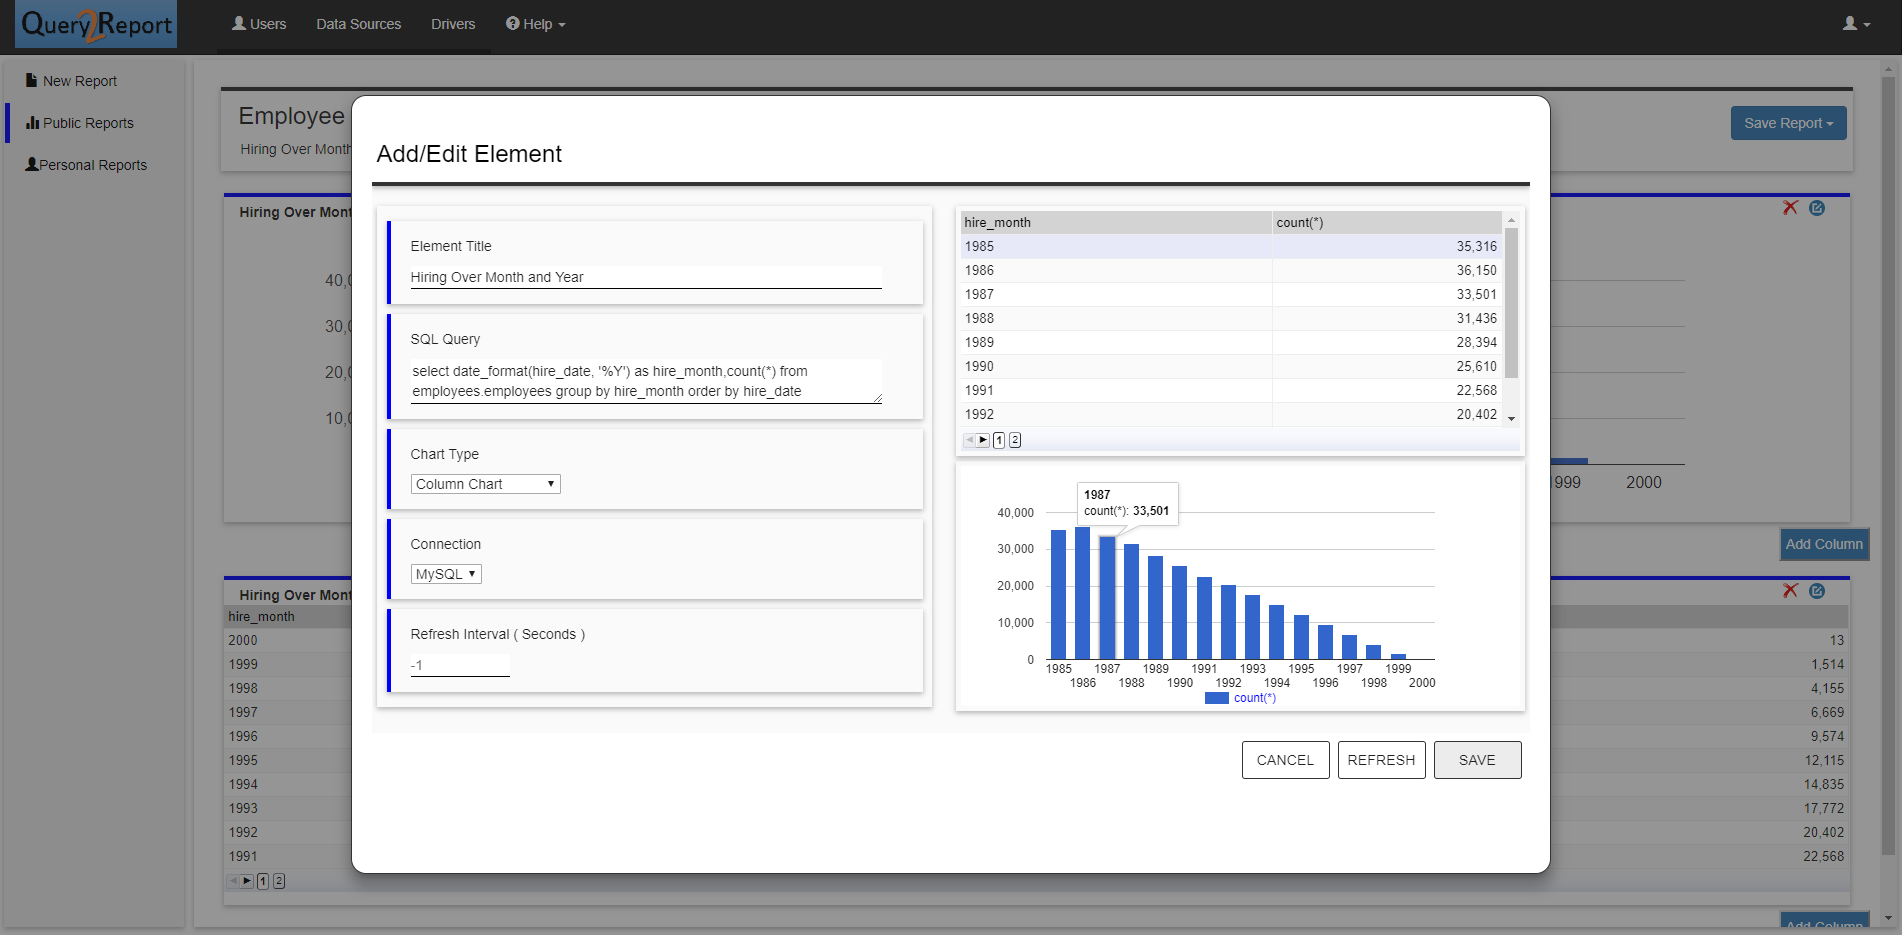 Query2Report
Users
Data Sources
Drivers
Help
New Report
Public Reports
Personal Reports
Employee
Hiring Over Month
Save Report
Hiring Over Mont
40,0
30,0
20,0
10,0
999
2000
Add Column
Add/Edit Element
Element Title
Hiring Over Month and Year
SQL Query
select date_format(hire_date, '%Y') as hire_month,count(*) from
employees.employees group by hire_month order by hire_date
Chart Type
Column Chart
Connection
MySQL
Refresh Interval ( Seconds )
-1
hire_month count(*)
1985 35,316
1986 36,150
1987 33,501
1988 31,436
1989 28,394
1990 25,610
1991 22,568
1992 20,402
1 2
1987
count(*): 33,501
40,000
30,000
20,000
10,000
0
1985 1987 1989 1991 1993 1995 1997 1999
1986 1988 1990 1992 1994 1996 1998 2000
count(*)
CANCEL REFRESH SAVE
Hiring Over Mont
hire_month
2000 13
1999 1,514
1998 4,155
1997 6,669
1996 9,574
1995 12,115
1994 14,835
1993 17,772
1992 20,402
1991 22,568
1 2
Add Column